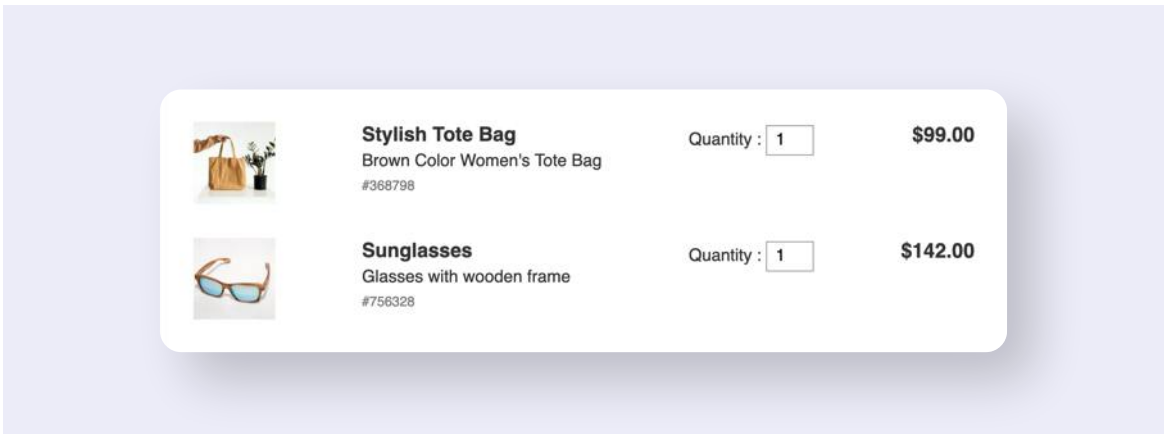 Stylish Tote Bag
Brown Color Women's Tote Bag
#368798
Quantity : 1
$99.00
Sunglasses
Glasses with wooden frame
#756328
Quantity : 1
$142.00